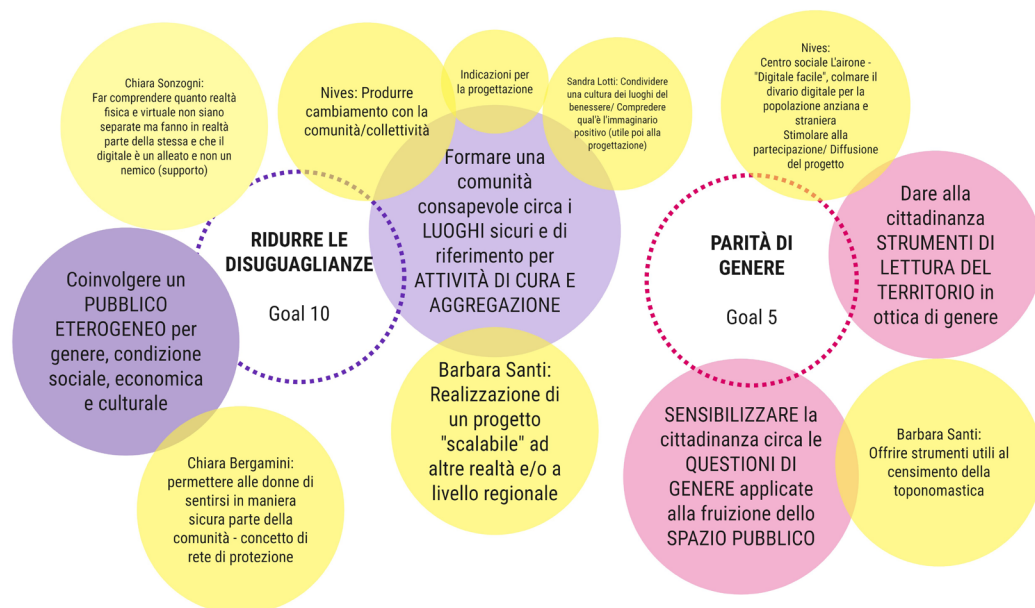 Chiara Sonzogni:
Far comprendere quanto realtà
fisica e virtuale non siano
separate ma fanno in realtà
parte della stessa e che il
digitale è un alleato e non un
nemico (supporto)
Nives: Produrre
cambiamento con la
comunità/collettività
Indicazioni per
la progettazione
Sandra Lotti: Condividere
una cultura dei luoghi del
benessere/ Compredere
qual'è l'immaginario
positivo (utile poi alla
progettazione)
Nives:
Centro sociale L'airone -
"Digitale facile", colmare il
divario digitale per la
popolazione anziana e
straniera
Stimolare alla
partecipazione/ Diffusione
del progetto
Coinvolgere un
PUBBLICO
ETEROGENEO per
genere, condizione
sociale, economica
e culturale
RIDURRE LE
DISUGUAGLIANZE
Goal 10
Formare una
comunità
consapevole circa i
LUOGHI sicuri e di
riferimento per
ATTIVITÀ DI CURA E
AGGREGAZIONE
PARITÀ DI
GENERE
Goal 5
Dare alla
cittadinanza
STRUMENTI DI
LETTURA DEL
TERRITORIO in
ottica di genere
Chiara Bergamini:
permettere alle donne di
sentirsi in maniera
sicura parte della
comunità - concetto di
rete di protezione
Barbara Santi:
Realizzazione di
un progetto
"scalabile" ad
altre realtà e/o a
livello regionale
SENSIBILIZZARE la
cittadinanza circa le
QUESTIONI DI
GENERE applicate
alla fruizione dello
SPAZIO PUBBLICO
Barbara Santi:
Offrire strumenti utili al
censimento della
toponomastica